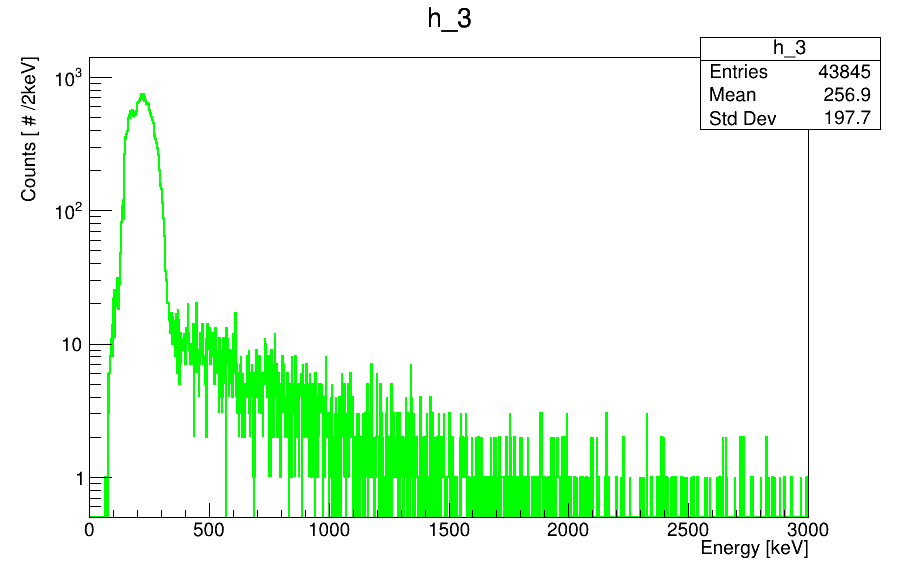 h_3
h_3
Entries 43845
Mean 256.9
Std Dev 197.7
Counts [ # /2keV]
10³
10²
10
1
0 500 1000 1500 2000 2500 3000
Energy [keV]